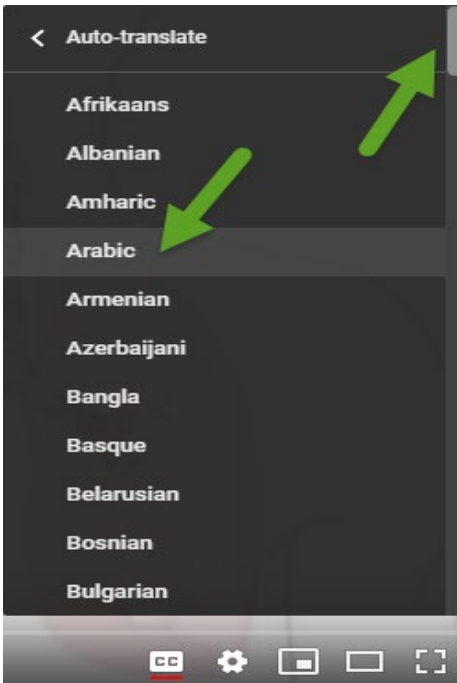 Auto-translate
Afrikaans
Albanian
Amharic
Arabic
Armenian
Azerbaijani
Bangla
Basque
Belarusian
Bosnian
Bulgarian
CC